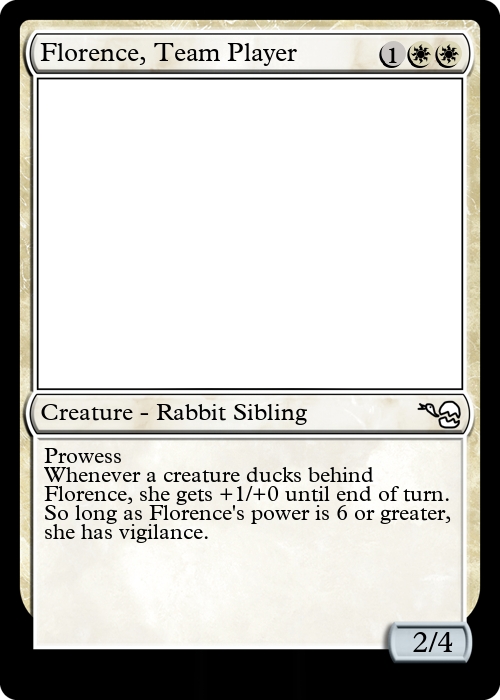 Florence, Team Player 1
Creature - Rabbit Sibling
Prowess
Whenever a creature ducks behind
Florence, she gets +1/+0 until end of turn.
So long as Florence's power is 6 or greater,
she has vigilance.
2/4